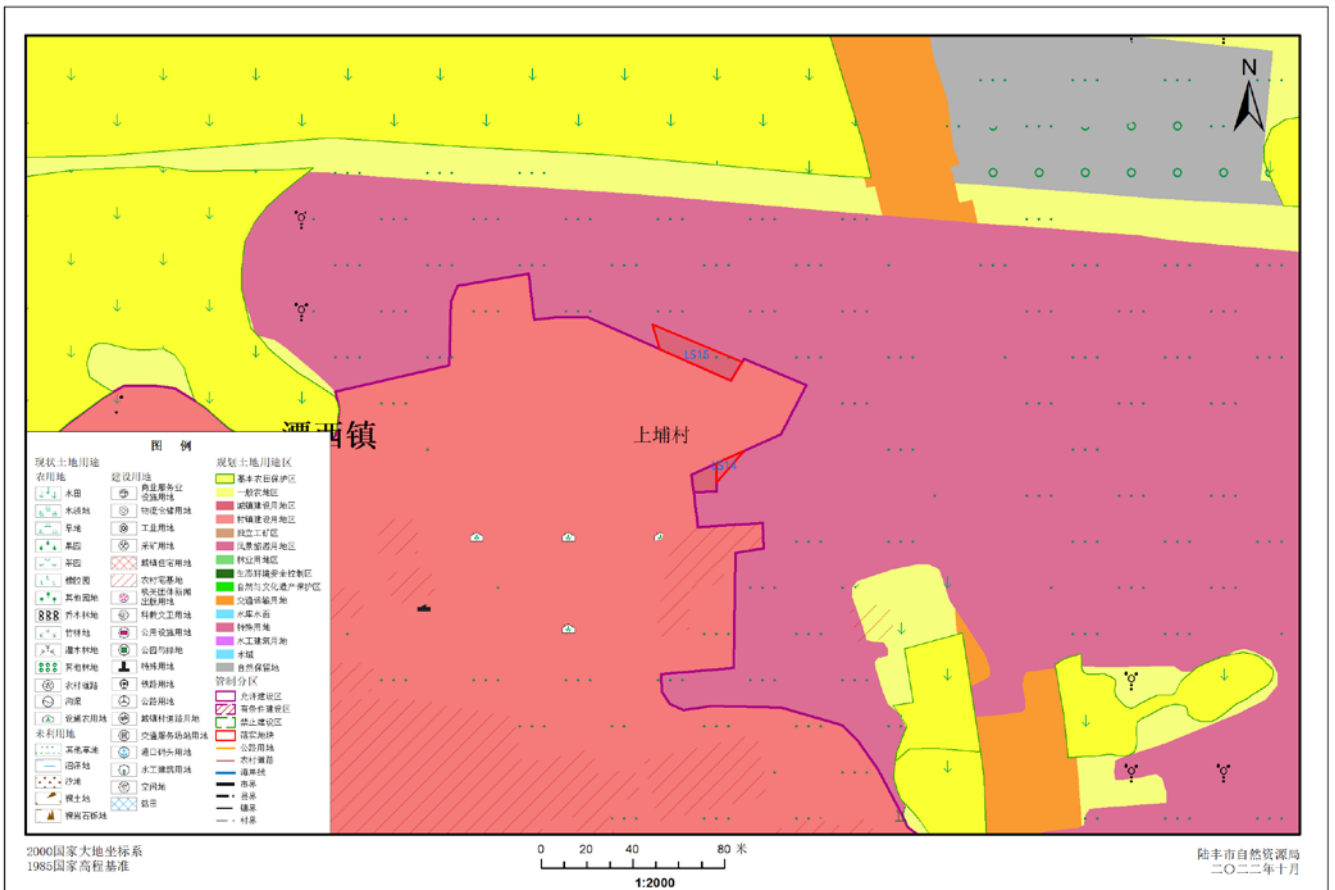 N
LS15
上埔村
潭西镇
LS14
图 例
现状土地用途
农用地
水田
水浇地
旱地
果园
茶园
橡胶园
其他园地
乔木林地
竹林地
灌木林地
其他林地
农村道路
沟渠
设施农用地
未利用地
其他草地
沼泽地
沙地
裸土地
裸岩石砾地
建设用地
商业服务业
设施用地
物流仓储用地
工业用地
采矿用地
城镇住宅用地
农村宅基地
机关团体新闻
出版用地
科教文卫用地
公用设施用地
公园与绿地
特殊用地
铁路用地
公路用地
城镇村道路用地
交通服务场站用地
港口码头用地
水工建筑用地
空闲地
盐田
规划土地用途区
基本农田保护区
一般农地区
城镇建设用地区
村镇建设用地区
独立工矿区
风景旅游用地区
林业用地区
生态环境安全控制区
自然与文化遗产保护区
交通运输用地
水库水面
特殊用地
水工建筑用地
水域
自然保留地
管制分区
允许建设区
有条件建设区
禁止建设区
落实地块
公路用地
农村道路
海岸线
市界
县界
镇界
村界
2000国家大地坐标系
1985国家高程基准
0 20 40 80 米
1:2000
陆丰市自然资源局
二〇二二年十月